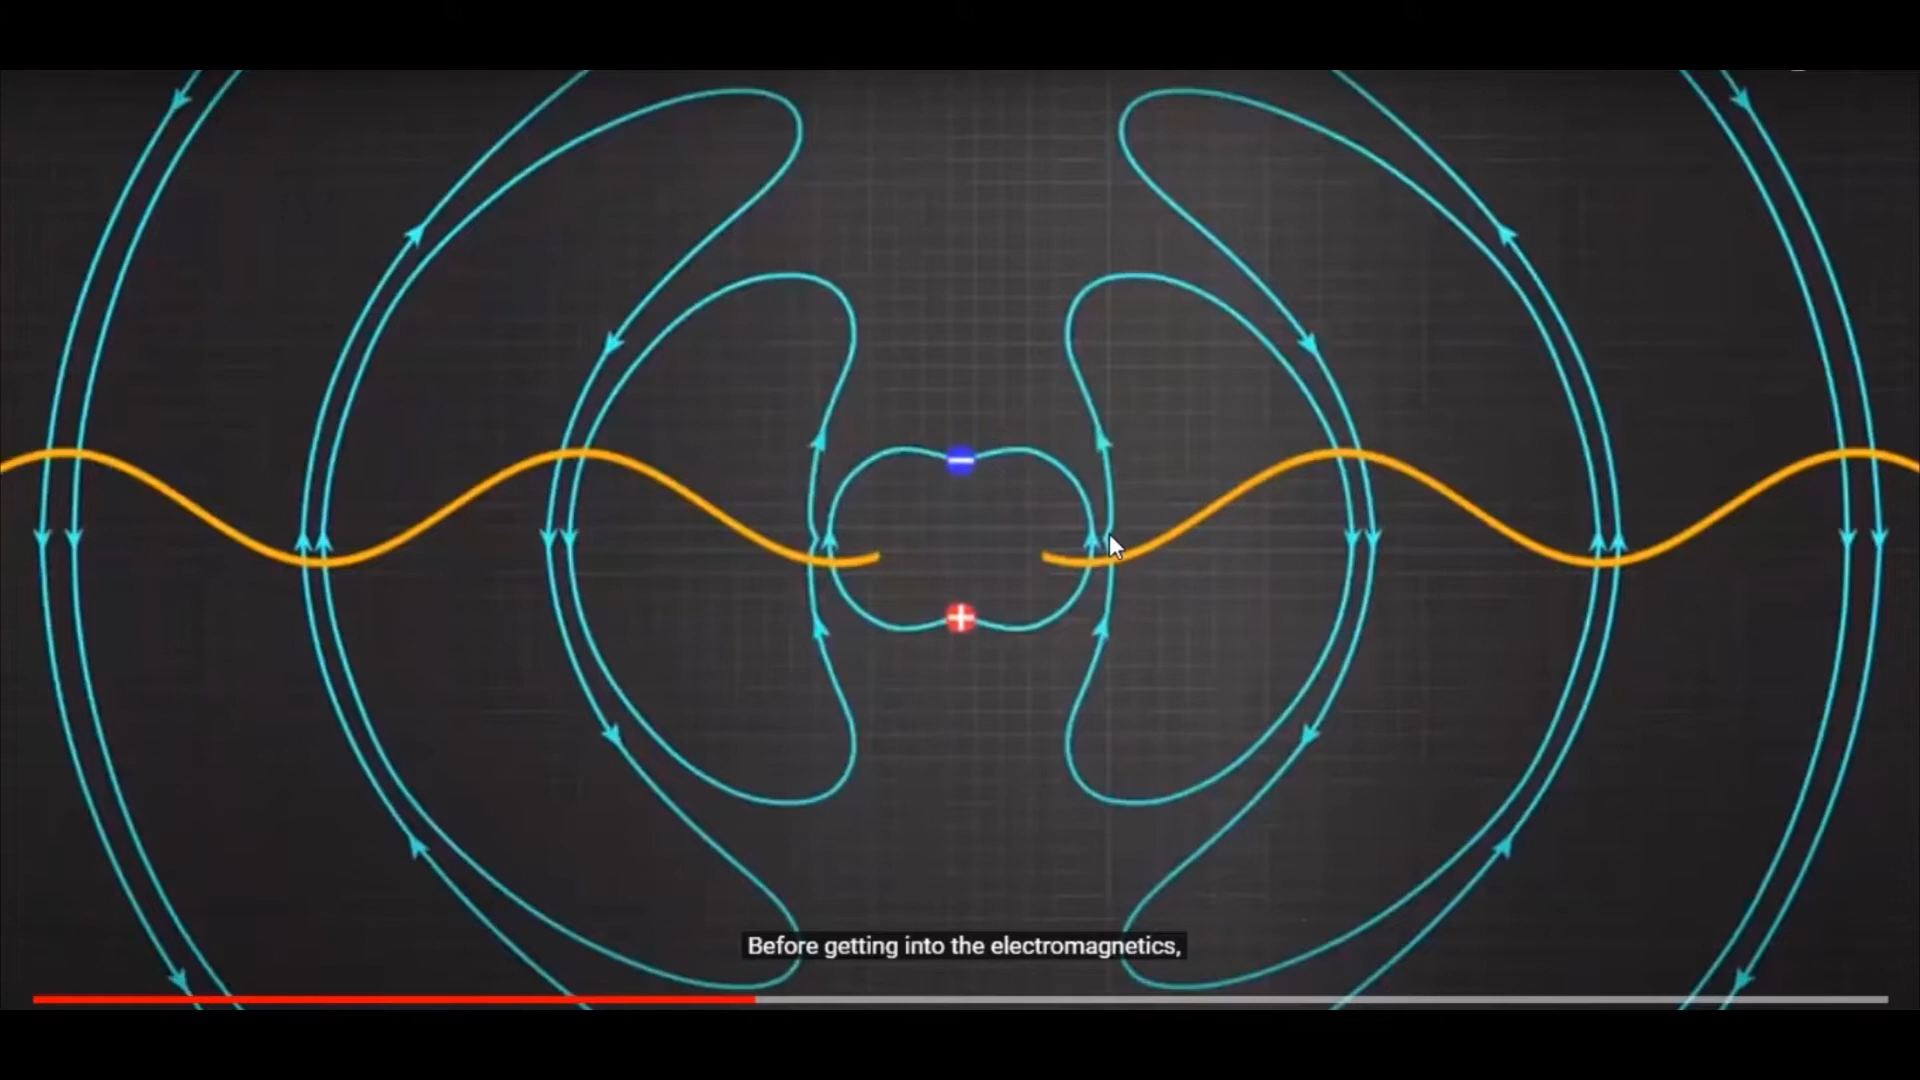 −
+
Before getting into the electromagnetics,